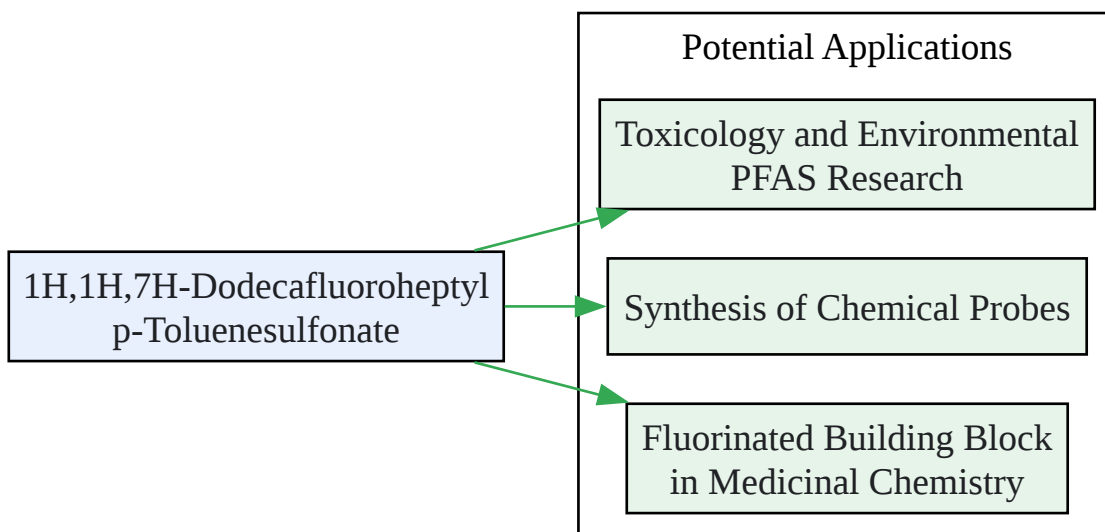 Potential Applications
Toxicology and Environmental
PFAS Research
1H,1H,7H-Dodecafluoroheptyl
p-Toluenesulfonate
Synthesis of Chemical Probes
Fluorinated Building Block
in Medicinal Chemistry